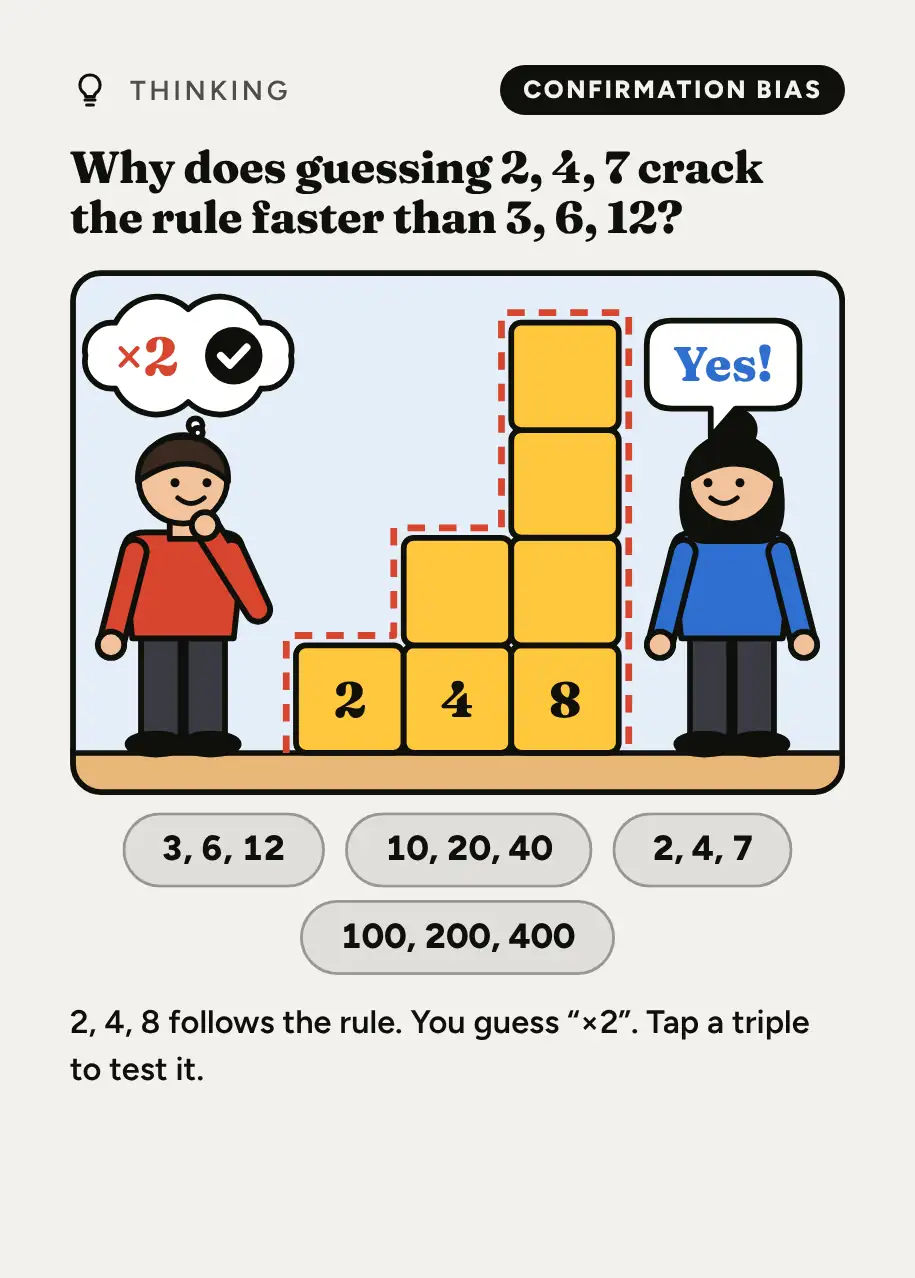 THINKING
CONFIRMATION BIAS
Why does guessing 2, 4, 7 crack
the rule faster than 3, 6, 12?
×2
Yes!
2
4
8
3, 6, 12
10, 20, 40
2, 4, 7
100, 200, 400
2, 4, 8 follows the rule. You guess “×2”. Tap a triple
to test it.